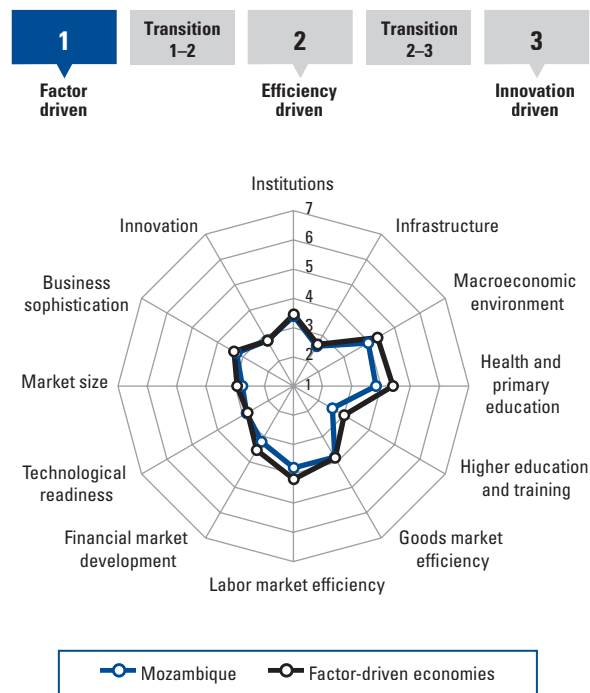 1
Transition
1–2
2
Transition
2–3
3
Factor
driven
Efficiency
driven
Innovation
driven
Institutions
Infrastructure
Macroeconomic
environment
Health and
primary
education
Higher education
and training
Goods market
efficiency
Labor market efficiency
Financial market
development
Technological
readiness
Market size
Business
sophistication
Innovation
7
6
5
4
3
2
1
Mozambique
Factor-driven economies